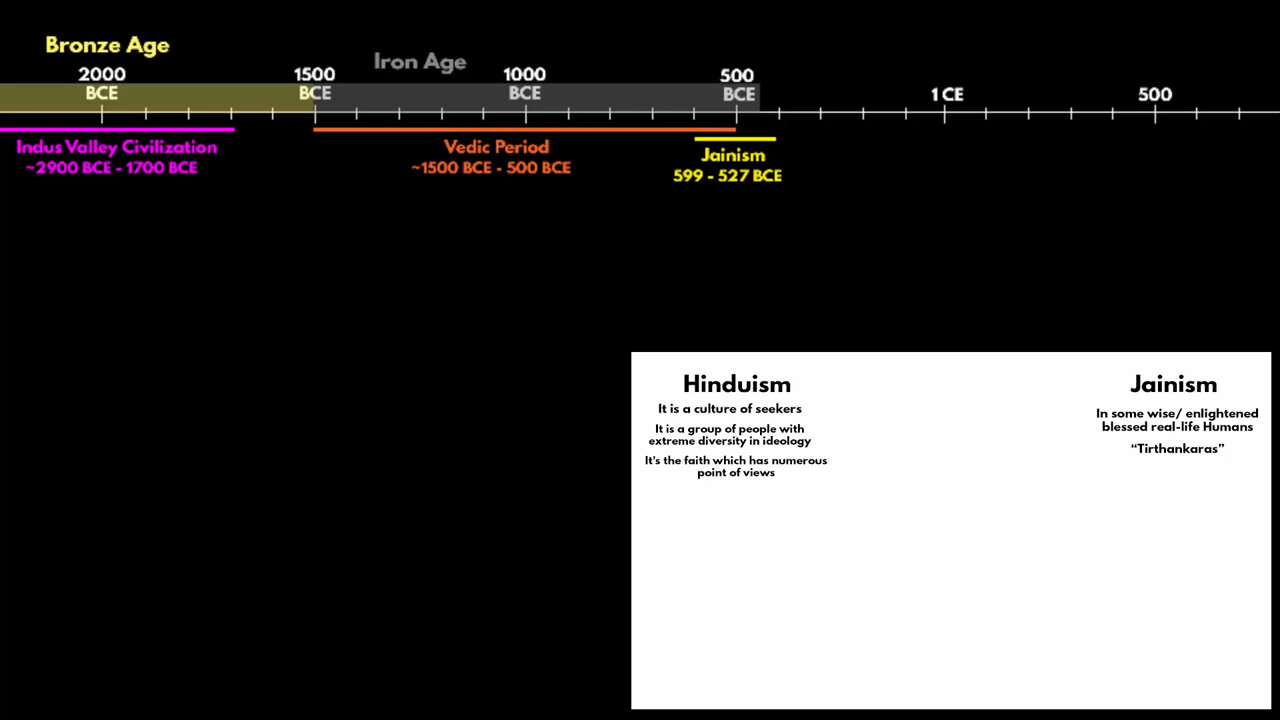 Bronze Age
Iron Age
2000
BCE
1500
BCE
1000
BCE
500
BCE
1 CE
500
Indus Valley Civilization
~2900 BCE - 1700 BCE
Vedic Period
~1500 BCE - 500 BCE
Jainism
599 - 527 BCE
Hinduism
It is a culture of seekers
It is a group of people with
extreme diversity in ideology
It's the faith which has numerous
point of views
Jainism
In some wise/ enlightened
blessed real-life Humans
“Tirthankaras”